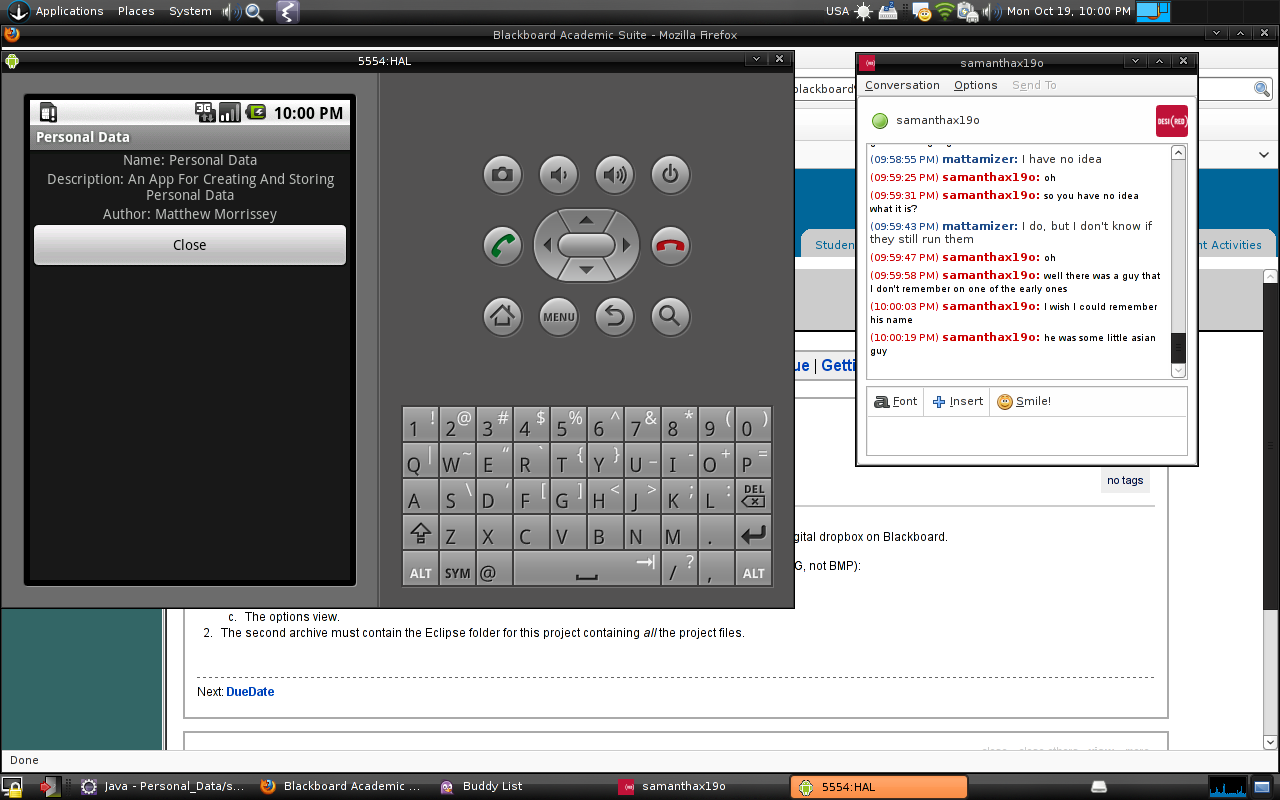 Applications Places System USA Mon Oct 19, 10:00 PM
Blackboard Academic Suite - Mozilla Firefox
5554:HAL
3G 10:00 PM
Personal Data
Name: Personal Data
Description: An App For Creating And Storing
Personal Data
Author: Matthew Morrissey
Close
MENU
1 ! 2 @ 3 # 4 $ 5 % 6 ^ 7 & 8 * 9 ( 0 )
Q | W ~ E " R ` T { Y } U _ I - O + P =
A S \ D ' F [ G ] H < J > K ; L : DEL
Z X C V B N M .
ALT SYM @ / ? , ALT
samanthax19o
Conversation Options Send To
samanthax19o
DESI(RED)
(09:58:55 PM) mattamizer: I have no idea
(09:59:25 PM) samanthax19o: oh
(09:59:31 PM) samanthax19o: so you have no idea
what it is?
(09:59:43 PM) mattamizer: I do, but I don't know if
they still run them
(09:59:47 PM) samanthax19o: oh
(09:59:58 PM) samanthax19o: well there was a guy that
I don't remember on one of the early ones
(10:00:03 PM) samanthax19o: I wish I could remember
his name
(10:00:19 PM) samanthax19o: he was some little asian
guy
Font Insert Smile!
blackboard
Studen
nt Activities
ue | Getti
no tags
gital dropbox on Blackboard.
G, not BMP):
c. The options view.
2. The second archive must contain the Eclipse folder for this project containing all the project files.
Next: DueDate
Done
Java - Personal_Data/s... Blackboard Academic ... Buddy List samanthax19o 5554:HAL